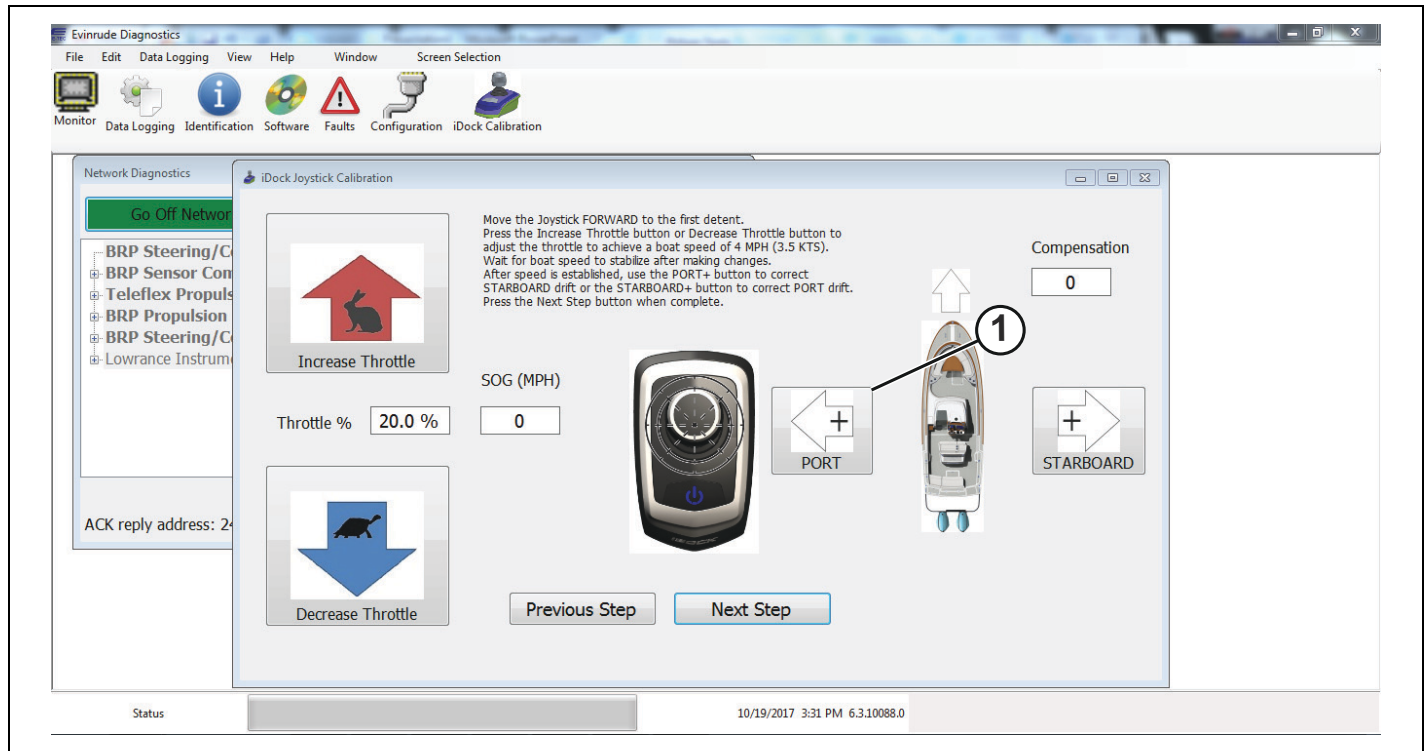 Evinrude Diagnostics
File Edit Data Logging View Help Window Screen Selection
Monitor Data Logging Identification Software Faults Configuration iDock Calibration
Network Diagnostics
iDock Joystick Calibration
Go Off Networ
BRP Steering/Co
BRP Sensor Con
Teleflex Propuls
BRP Propulsion
BRP Steering/Co
Lowrance Instrume
ACK reply address: 24
Move the Joystick FORWARD to the first detent.
Press the Increase Throttle button or Decrease Throttle button to
adjust the throttle to achieve a boat speed of 4 MPH (3.5 KTS).
Wait for boat speed to stabilize after making changes.
After speed is established, use the PORT+ button to correct
STARBOARD drift or the STARBOARD+ button to correct PORT drift.
Press the Next Step button when complete.
Compensation
0
1
Increase Throttle
SOG (MPH)
Throttle % 20.0 %
0
+
PORT
+
STARBOARD
Decrease Throttle
Previous Step
Next Step
Status
10/19/2017 3:31 PM 6.3.10088.0